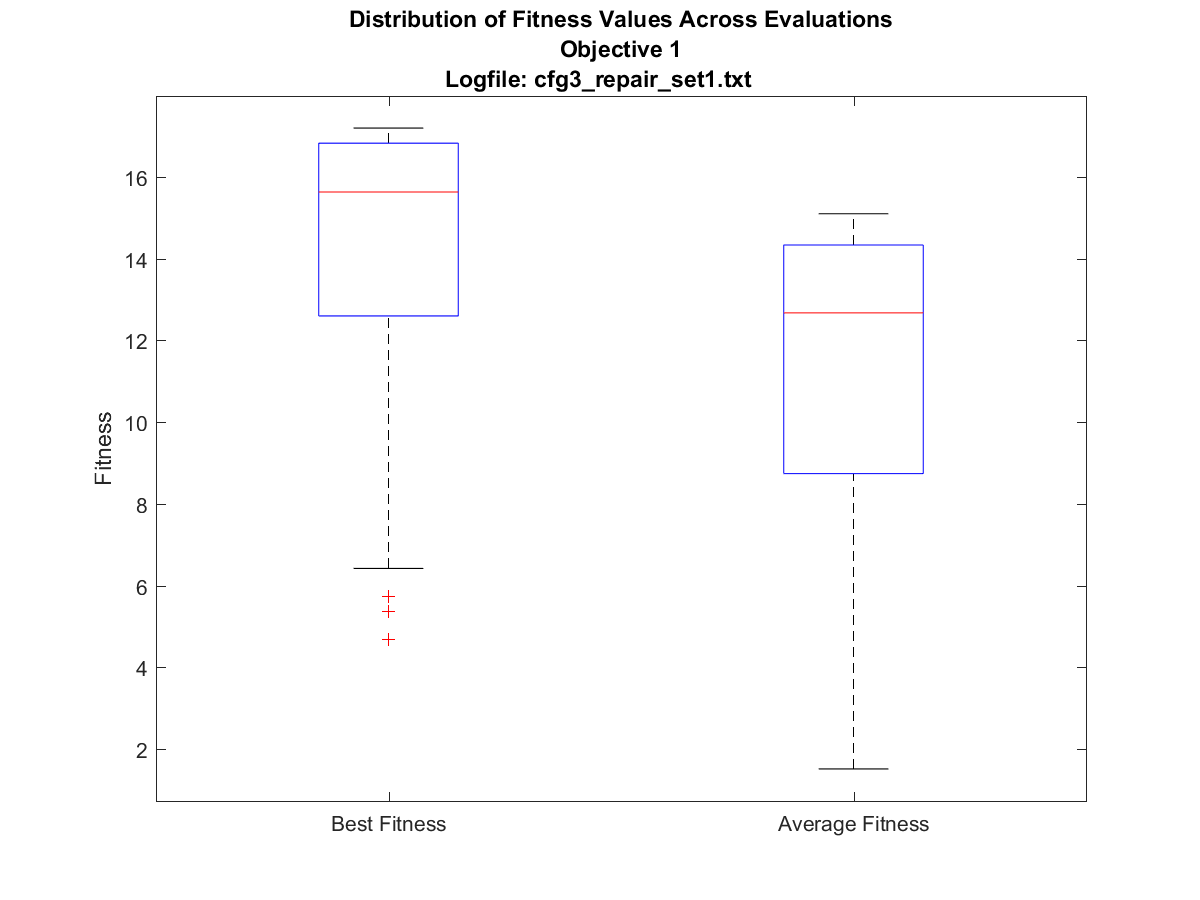 Distribution of Fitness Values Across Evaluations
Objective 1
Logfile: cfg3_repair_set1.txt
16
14
12
10
8
6
4
2
Fitness
Best Fitness
Average Fitness